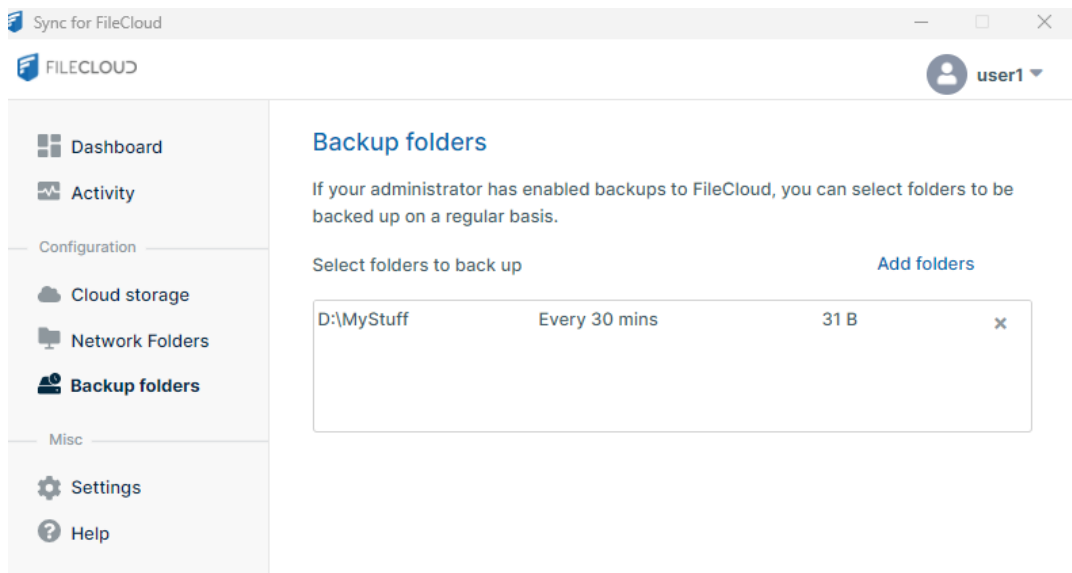 Sync for FileCloud
FILECLOUD
user1
Dashboard
Activity
Configuration
Cloud storage
Network Folders
Backup folders
Misc
Settings
Help
Backup folders
If your administrator has enabled backups to FileCloud, you can select folders to be
backed up on a regular basis.
Select folders to back up
Add folders
D:\MyStuff Every 30 mins 31 B